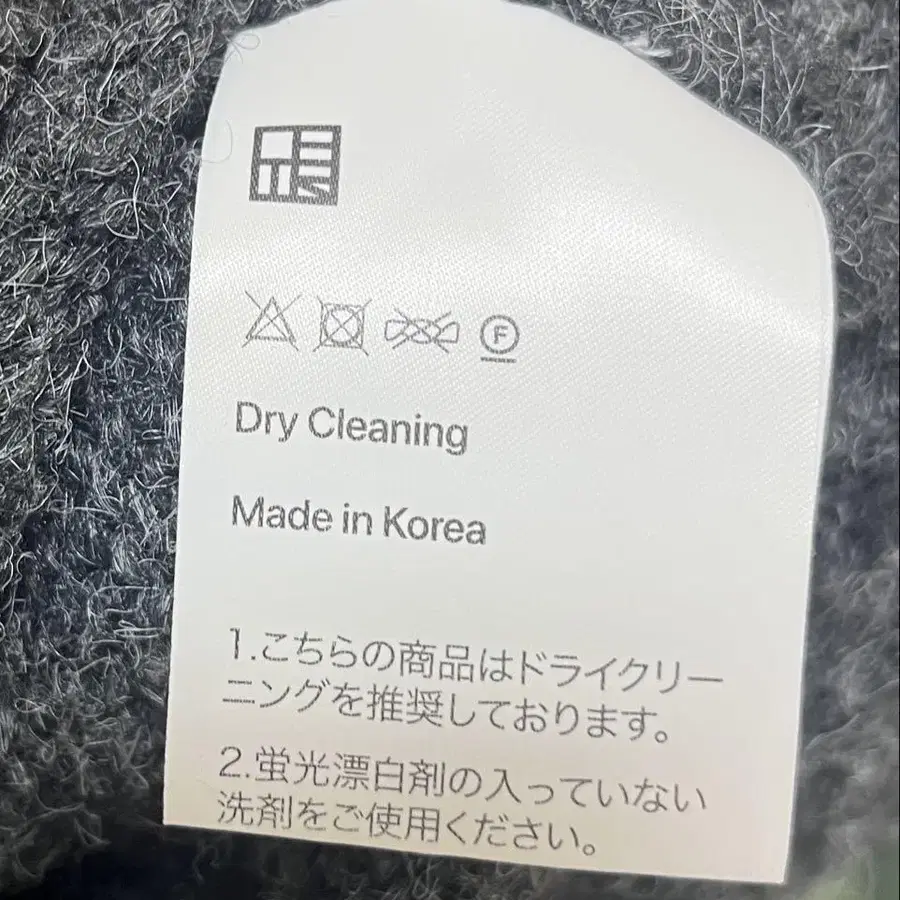 F
Dry Cleaning
Made in Korea
1.こちらの商品はドライクリー
ニングを推奨しております。
2.蛍光漂白剤の入っていない
洗剤をご使用ください。